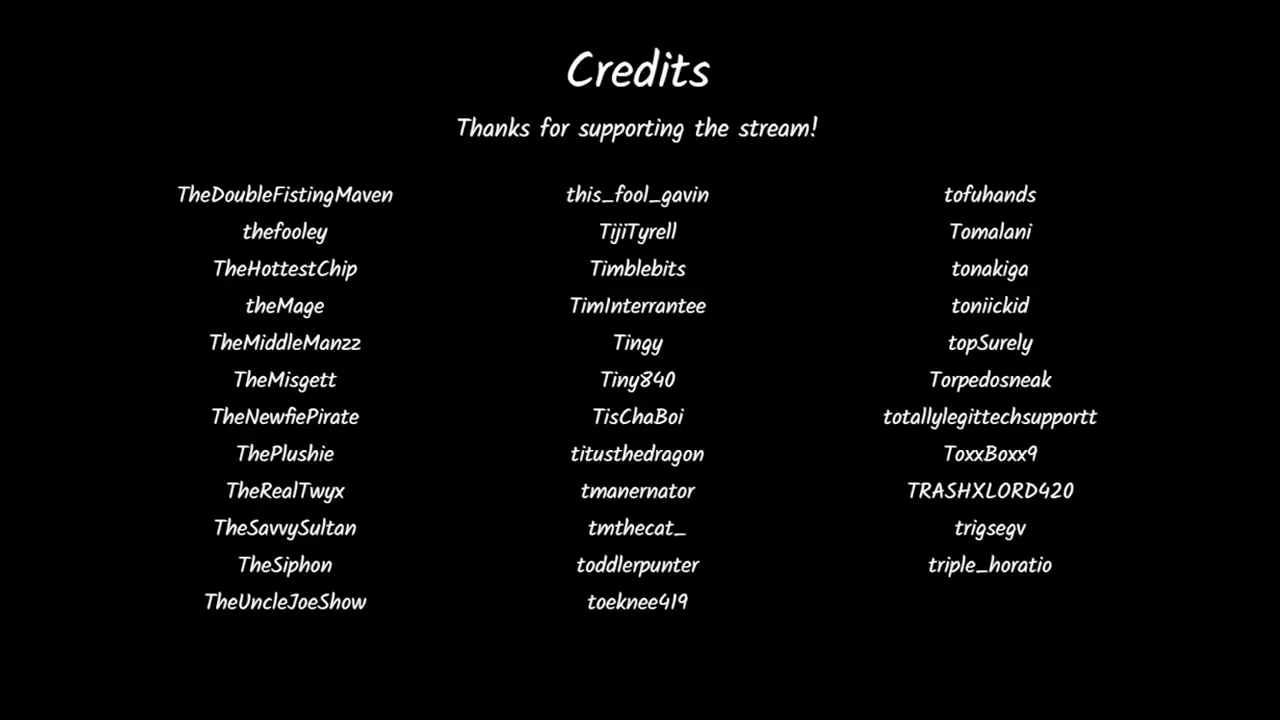 Credits
Thanks for supporting the stream!
TheDoubleFistingMaven
thefooley
TheHottestChip
theMage
TheMiddleManzz
TheMisgett
TheNewfiePirate
ThePlushie
TheRealTwyx
TheSavvySultan
TheSiphon
TheUncleJoeShow
this_fool_gavin
TijiTyrell
Timblebits
TimInterrantee
Tingy
Tiny840
TisChaBoi
titusthedragon
tmanernator
tmthecat_
toddlerpunter
toeknee419
tofuhands
Tomalani
tonakiga
toniickid
topSurely
Torpedosneak
totallylegittechsupportt
ToxxBoxx9
TRASHXLORD420
trigsegv
triple_horatio